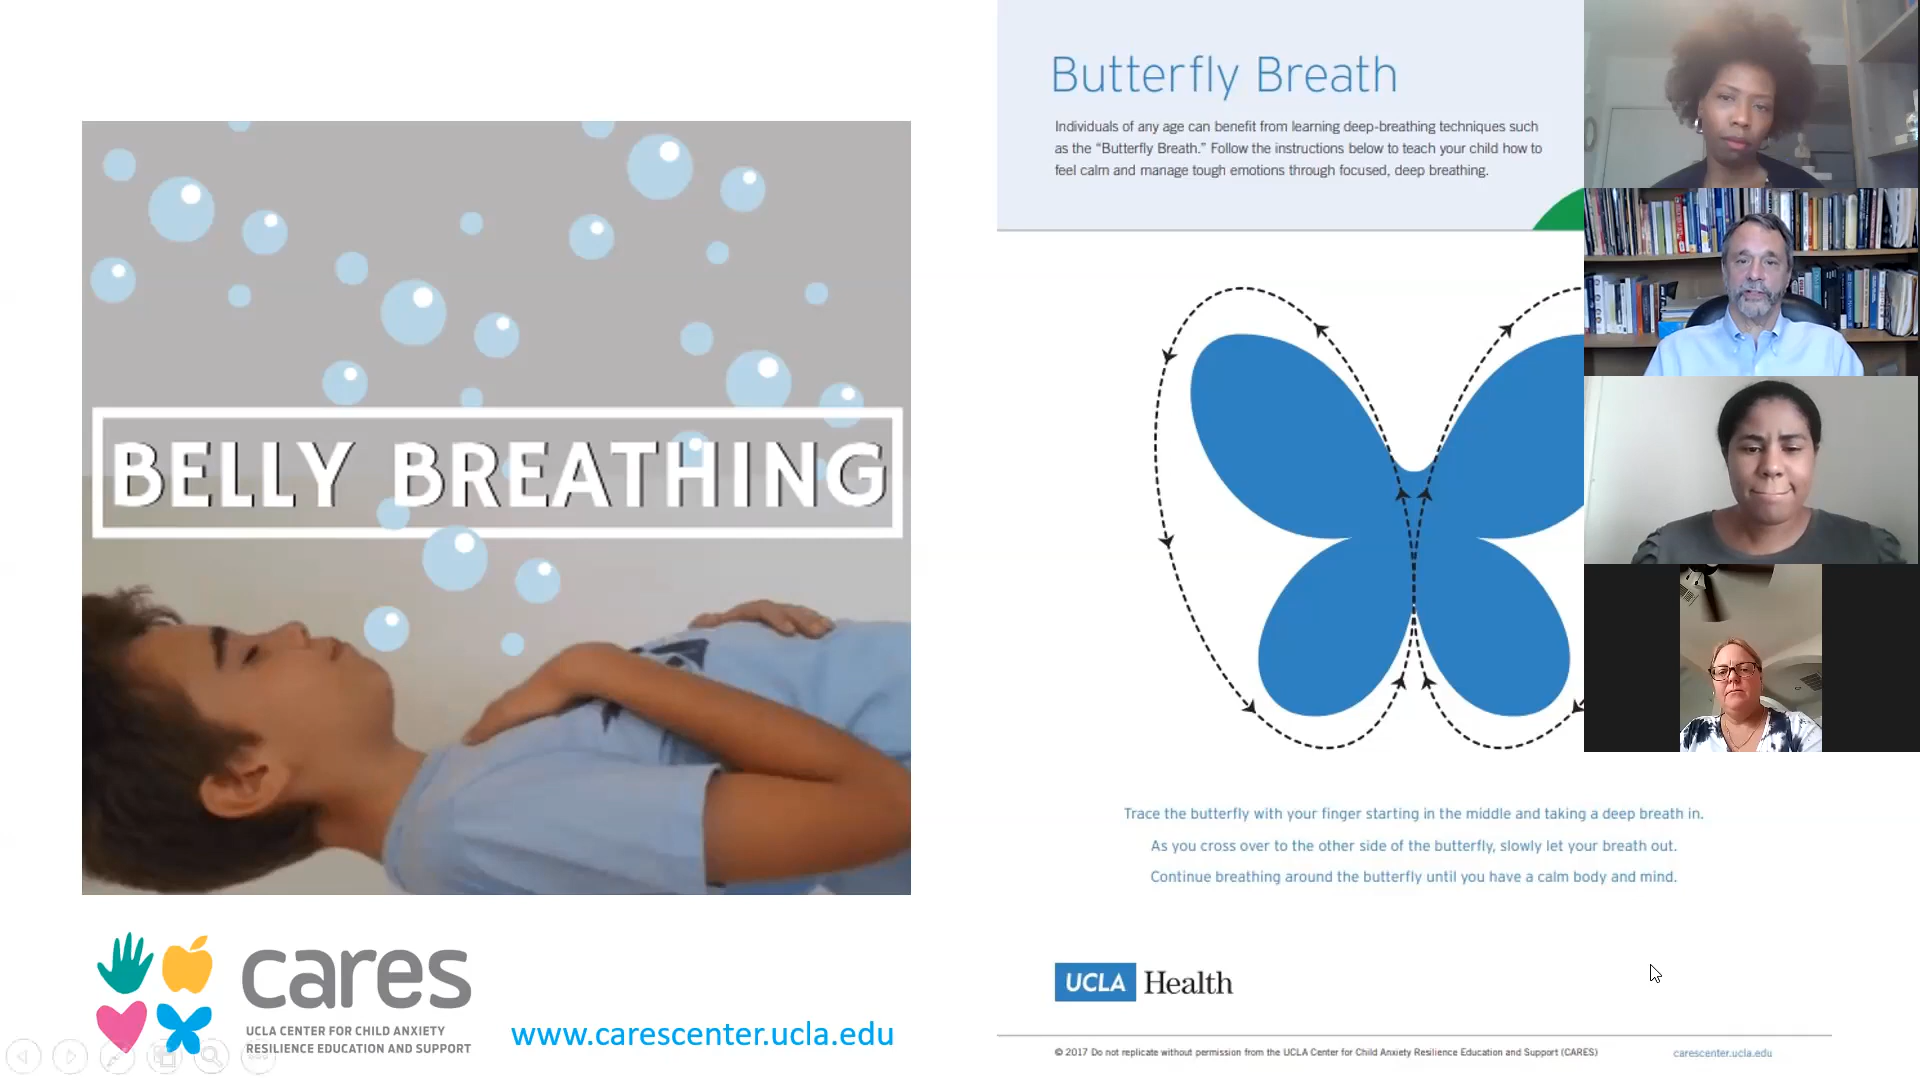 BELLY BREATHING
cares
UCLA CENTER FOR CHILD ANXIETY
RESILIENCE EDUCATION AND SUPPORT
www.carescenter.ucla.edu
Butterfly Breath
Individuals of any age can benefit from learning deep-breathing techniques such
as the “Butterfly Breath.” Follow the instructions below to teach your child how to
feel calm and manage tough emotions through focused, deep breathing.
Trace the butterfly with your finger starting in the middle and taking a deep breath in.
As you cross over to the other side of the butterfly, slowly let your breath out.
Continue breathing around the butterfly until you have a calm body and mind.
UCLA Health
© 2017 Do not replicate without permission from the UCLA Center for Child Anxiety Resilience Education and Support (CARES)
carescenter.ucla.edu